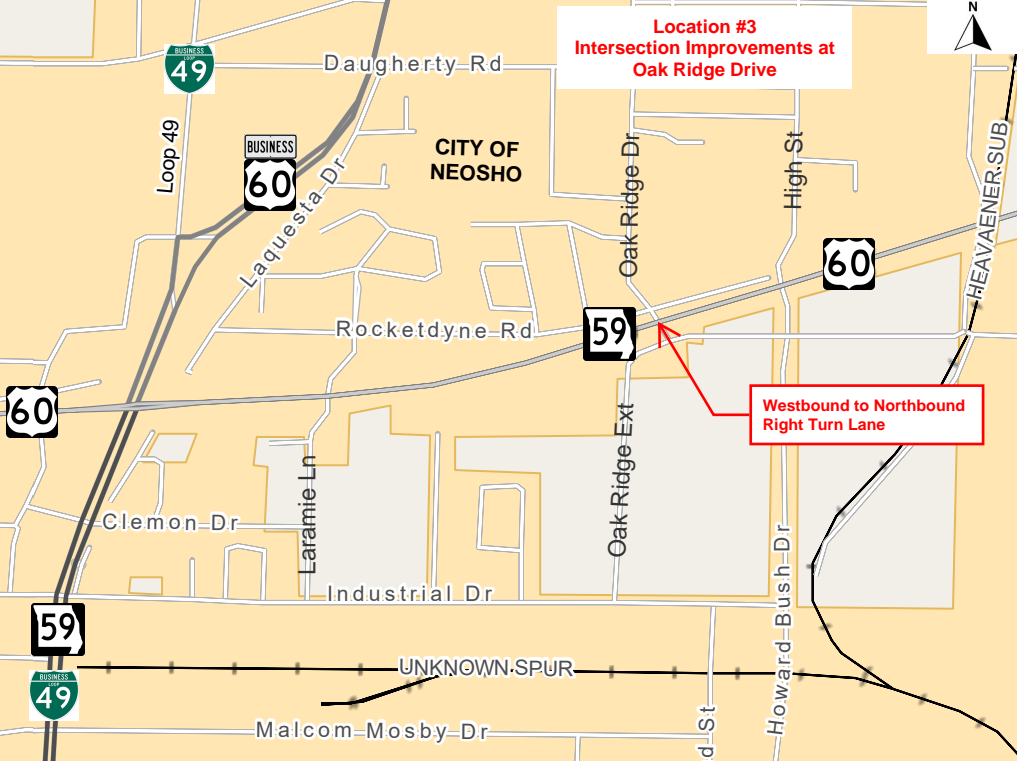 Location #3
Intersection Improvements at
Oak Ridge Drive
N
BUSINESS
LOOP
49
Daugherty Rd
Loop 49
BUSINESS
60
Laquesta Dr
CITY OF
NEOSHO
Oak Ridge Dr
High St
HEAVAENER SUB
60
59
Rocketdyne Rd
60
Westbound to Northbound
Right Turn Lane
Oak Ridge Ext
Laramie Ln
Clemon Dr
Howard Bush Dr
Industrial Dr
59
BUSINESS
LOOP
49
UNKNOWN SPUR
Malcom Mosby Dr
d St